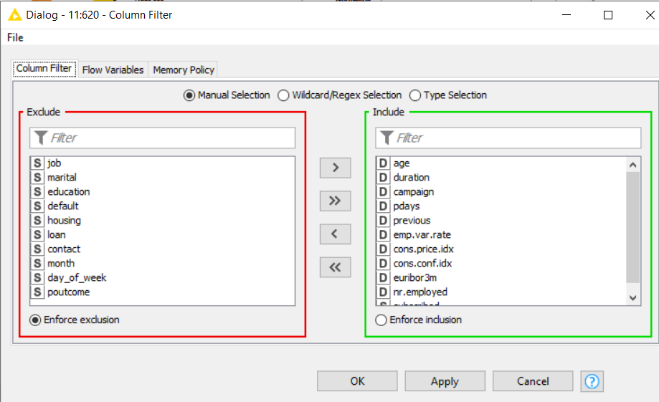 Dialog - 11:620 - Column Filter
File
Column Filter Flow Variables Memory Policy
Manual Selection Wildcard/Regex Selection Type Selection
Exclude
Filter
S job
S marital
S education
S default
S housing
S loan
S contact
S month
S day_of_week
S poutcome
Enforce exclusion
>
>>
<
<<
Include
Filter
D age
D duration
D campaign
D pdays
D previous
D emp.var.rate
D cons.price.idx
D cons.conf.idx
D euribor3m
D nr.employed
Enforce inclusion
OK Apply Cancel ?